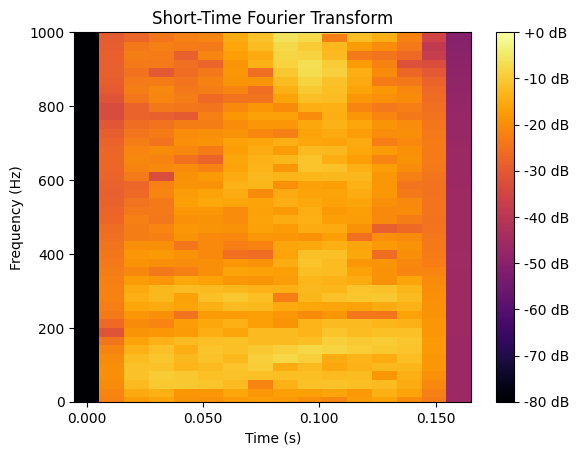 Short-Time Fourier Transform
1000
800
600
400
200
0
Frequency (Hz)
0.000
0.050
0.100
0.150
Time (s)
+0 dB
-10 dB
-20 dB
-30 dB
-40 dB
-50 dB
-60 dB
-70 dB
-80 dB